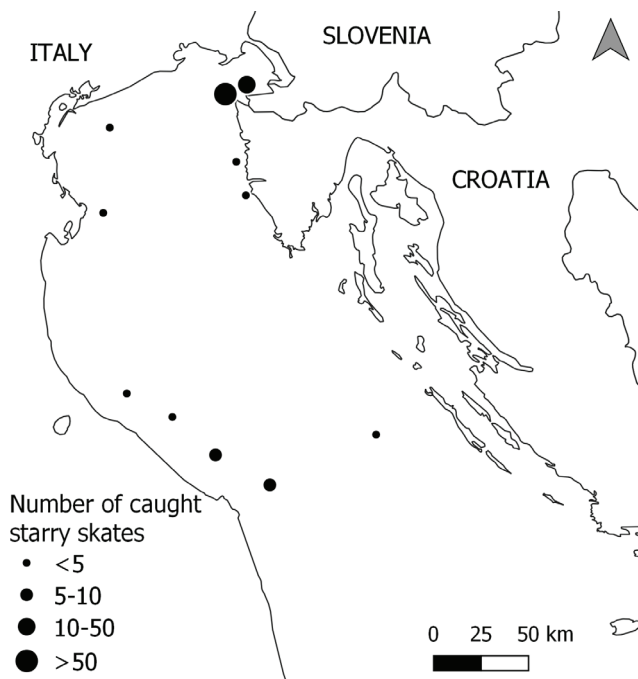 SLOVENIA
ITALY
CROATIA
Number of caught
starry skates
<5
5-10
10-50
>50
0 25 50 km